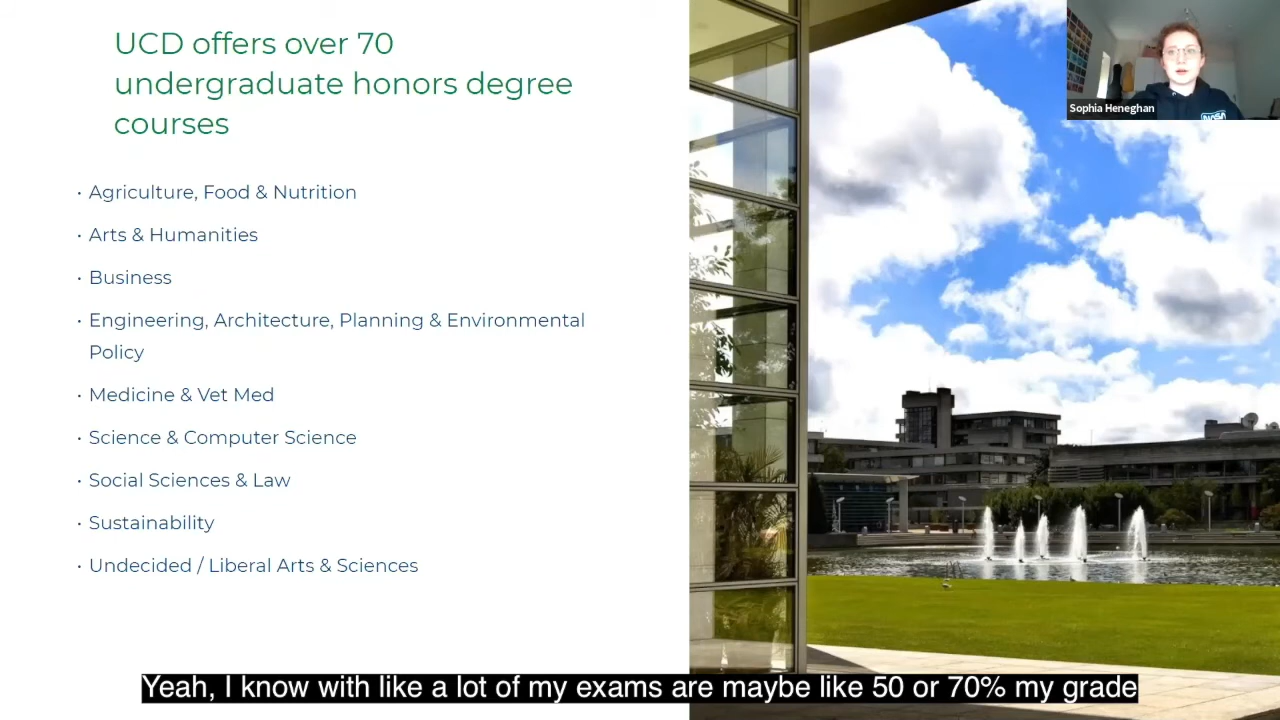 UCD offers over 70
undergraduate honors degree
courses
· Agriculture, Food & Nutrition
· Arts & Humanities
· Business
· Engineering, Architecture, Planning & Environmental
Policy
· Medicine & Vet Med
· Science & Computer Science
· Social Sciences & Law
· Sustainability
· Undecided / Liberal Arts & Sciences
Sophia Heneghan
Yeah, I know with like a lot of my exams are maybe like 50 or 70% my grade